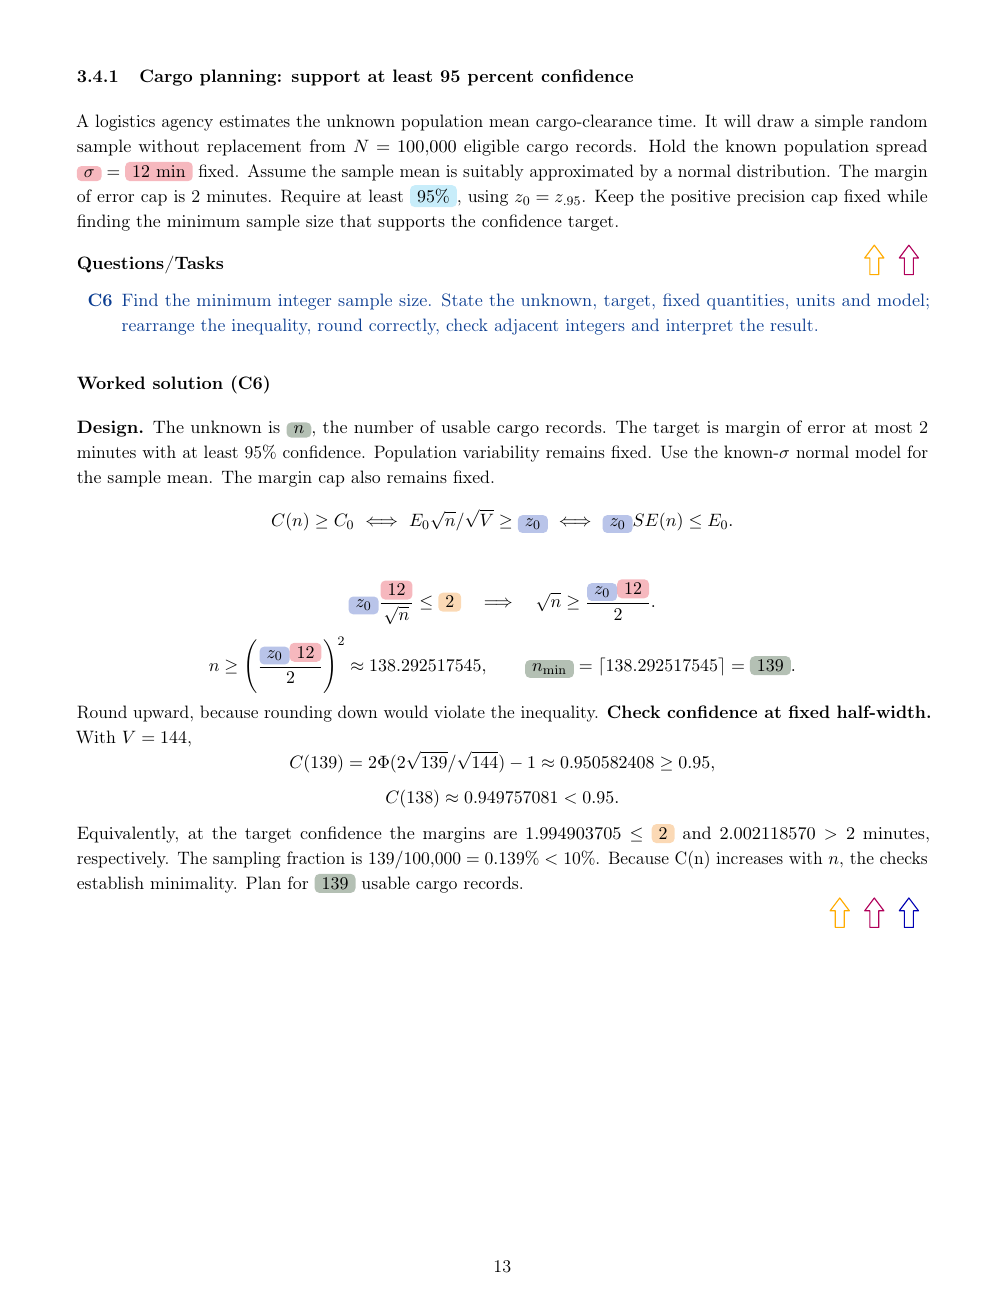 3.4.1 Cargo planning: support at least 95 percent confidence
A logistics agency estimates the unknown population mean cargo-clearance time. It will draw a simple random
sample without replacement from N = 100,000 eligible cargo records. Hold the known population spread
σ = 12 min fixed. Assume the sample mean is suitably approximated by a normal distribution. The margin
of error cap is 2 minutes. Require at least 95% , using z₀ = z.₉₅. Keep the positive precision cap fixed while
finding the minimum sample size that supports the confidence target.
Questions/Tasks
C6 Find the minimum integer sample size. State the unknown, target, fixed quantities, units and model;
rearrange the inequality, round correctly, check adjacent integers and interpret the result.
Worked solution (C6)
Design. The unknown is n , the number of usable cargo records. The target is margin of error at most 2
minutes with at least 95% confidence. Population variability remains fixed. Use the known-σ normal model for
the sample mean. The margin cap also remains fixed.
C(n) ≥ C₀ ⟺ E₀√n/√V ≥ z₀ ⟺ z₀ SE(n) ≤ E₀.
z₀ 12/√n ≤ 2 ⟹ √n ≥ z₀ 12/2.
n ≥ (z₀ 12/2)² ≈ 138.292517545, n_min = ⌈138.292517545⌉ = 139 .
Round upward, because rounding down would violate the inequality. Check confidence at fixed half-width.
With V = 144,
C(139) = 2Φ(2√139/√144) − 1 ≈ 0.950582408 ≥ 0.95,
C(138) ≈ 0.949757081 < 0.95.
Equivalently, at the target confidence the margins are 1.994903705 ≤ 2 and 2.002118570 > 2 minutes,
respectively. The sampling fraction is 139/100,000 = 0.139% < 10%. Because C(n) increases with n, the checks
establish minimality. Plan for 139 usable cargo records.
13